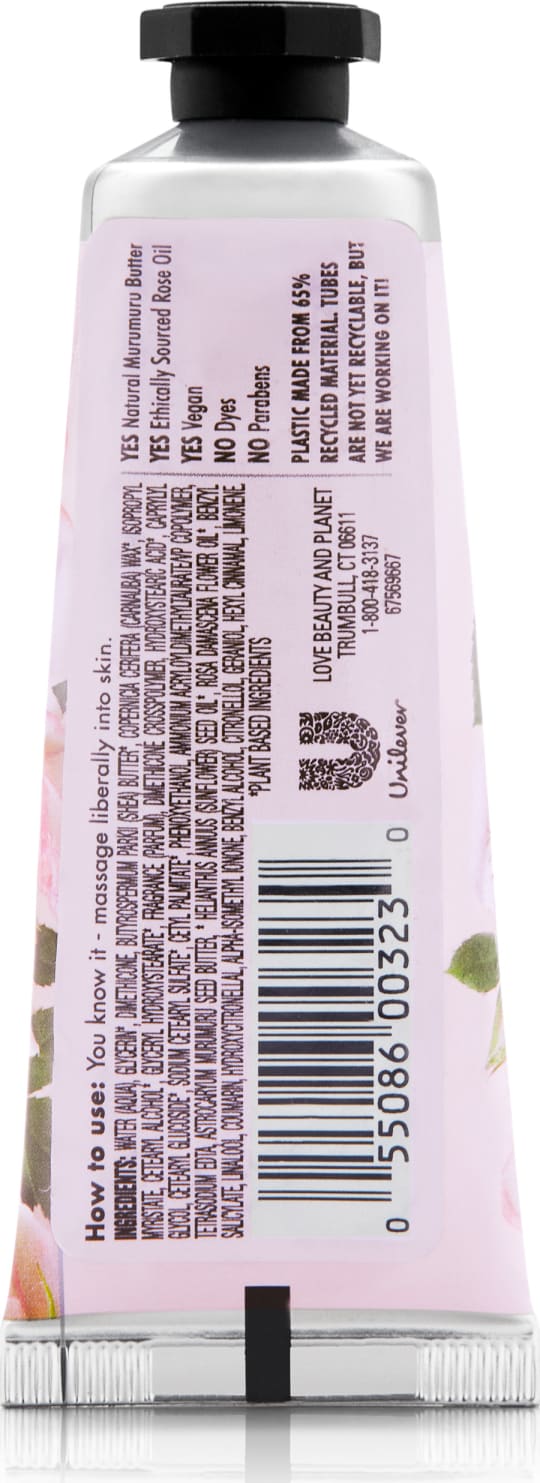 How to use: You know it - massage liberally into skin.
INGREDIENTS: WATER (AQUA), GLYCERIN*, DIMETHICONE, BUTYROSPERMUM PARKII (SHEA) BUTTER*, COPERNICIA CERIFERA (CARNAUBA) WAX*, ISOPROPYL
MYRISTATE, CETEARYL ALCOHOL*, GLYCERYL HYDROXYSTEARATE*, FRAGRANCE (PARFUM), DIMETHICONE CROSSPOLYMER, HYDROXYSTEARIC ACID*, CAPRYLYL
GLYCOL, CETEARYL GLUCOSIDE*, SODIUM CETEARYL SULFATE*, CETYL PALMITATE*, PHENOXYETHANOL, AMMONIUM ACRYLOYLDIMETHYLTAURATE/VP COPOLYMER,
TETRASODIUM EDTA, ASTROCARYUM MURUMURU SEED BUTTER, * HELIANTHUS ANNUUS (SUNFLOWER) SEED OIL*, ROSA DAMASCENA FLOWER OIL*, BENZYL
SALICYLATE, LINALOOL, COUMARIN, HYDROXYCITRONELLAL, ALPHA-ISOMETHYL IONONE, BENZYL ALCOHOL, CITRONELLOL, GERANIOL, HEXYL CINNAMAL, LIMONENE
*PLANT BASED INGREDIENTS
YES Natural Murumuru Butter
YES Ethically Sourced Rose Oil
YES Vegan
NO Dyes
NO Parabens
PLASTIC MADE FROM 65%
RECYCLED MATERIAL. TUBES
ARE NOT YET RECYCLABLE, BUT
WE ARE WORKING ON IT!
LOVE BEAUTY AND PLANET
TRUMBULL, CT 06611
1-800-418-3137
67569667
Unilever
0 55086 00323 0